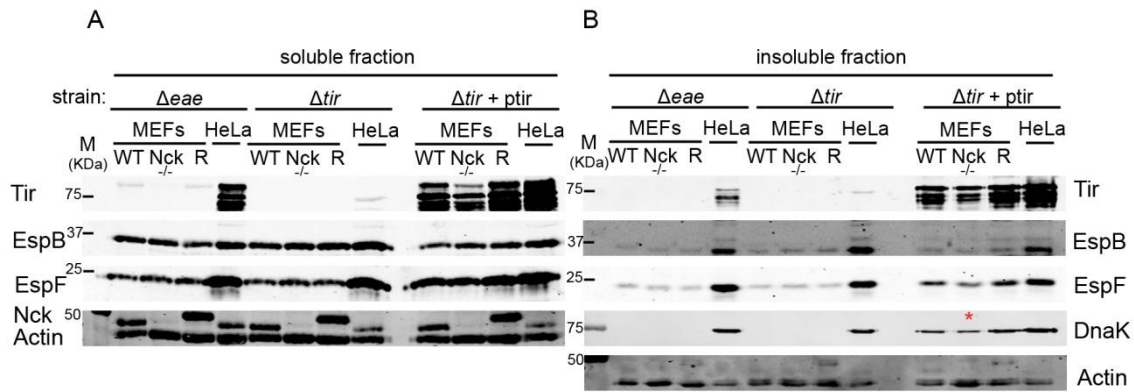 A
soluble fraction
strain: Δeae Δtir Δtir + ptir
MEFs HeLa MEFs HeLa MEFs HeLa
M (KDa) WT Nck -/- R WT Nck -/- R WT Nck -/- R
Tir 75
EspB 37
EspF 25
Nck 50
Actin
B
insoluble fraction
Δeae Δtir Δtir + ptir
MEFs HeLa MEFs HeLa MEFs HeLa
M (KDa) WT Nck -/- R WT Nck -/- R WT Nck -/- R
75 Tir
37 EspB
25 EspF
*
75 DnaK
50 Actin